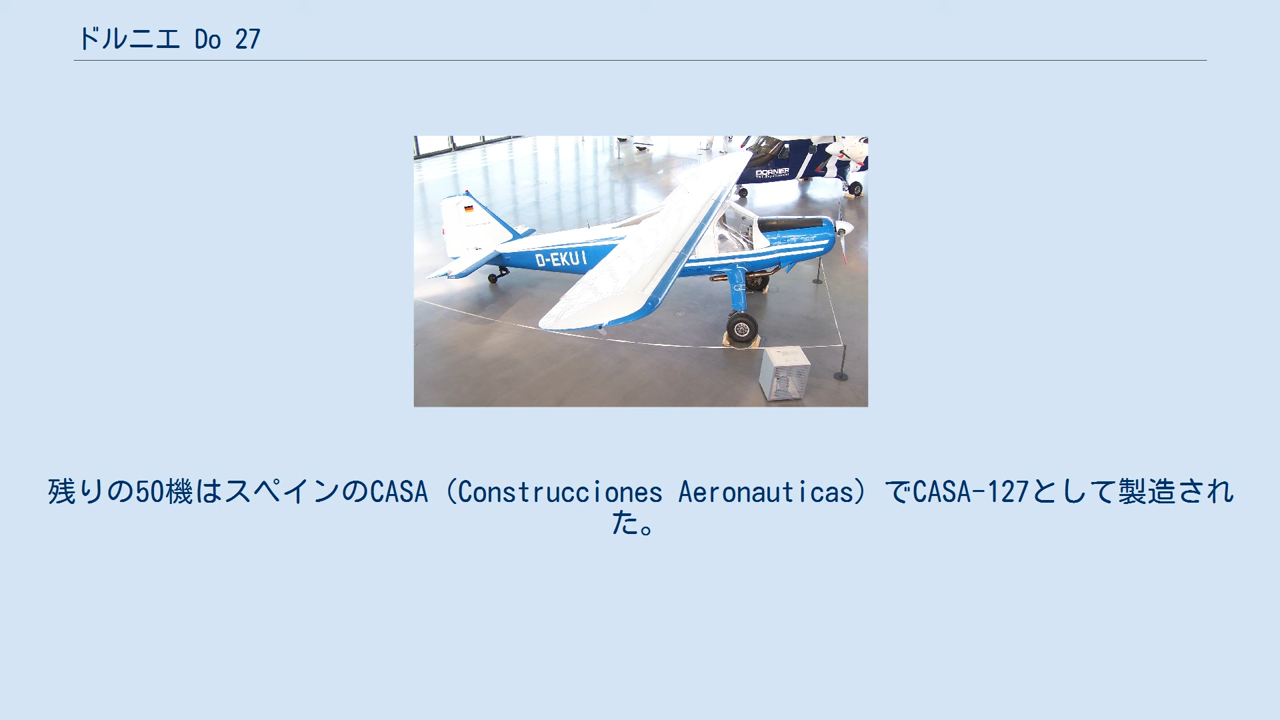 ドルニエ Do 27
DORNIER
D-EKUI
残りの50機はスペインのCASA（Construcciones Aeronauticas）でCASA-127として製造され
た。